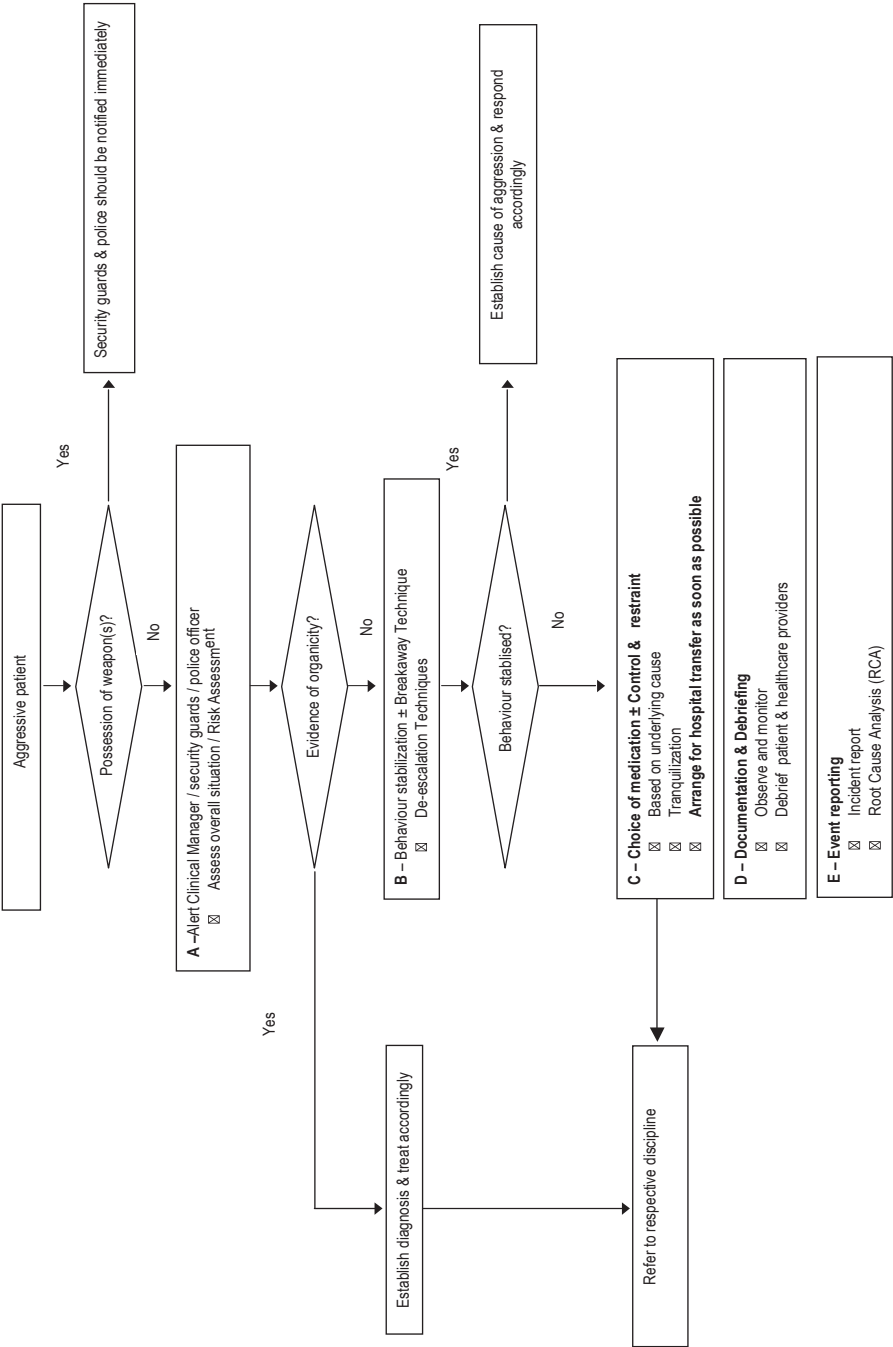 Aggressive patient
Possession of weapon(s)?
Yes
Security guards & police should be notified immediately
No
A –Alert Clinical Manager / security guards / police officer
☒ Assess overall situation / Risk Assessment
Evidence of organicity?
Yes
Establish diagnosis & treat accordingly
No
B – Behaviour stabilization ± Breakaway Technique
☒ De-escalation Techniques
Behaviour stablised?
Yes
Establish cause of aggression & respond
accordingly
No
C – Choice of medication ± Control & restraint
☒ Based on underlying cause
☒ Tranquilization
☒ Arrange for hospital transfer as soon as possible
Refer to respective discipline
D – Documentation & Debriefing
☒ Observe and monitor
☒ Debrief patient & healthcare providers
E – Event reporting
☒ Incident report
☒ Root Cause Analysis (RCA)